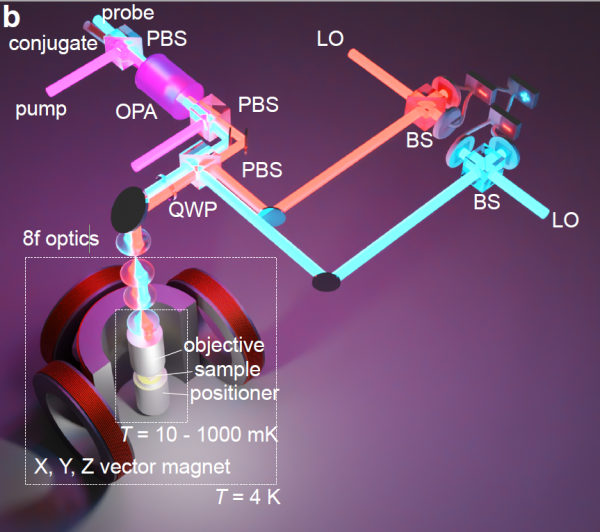 b
probe
conjugate
PBS
LO
pump
OPA
PBS
BS
PBS
QWP
BS
LO
8f optics
objective
sample
positioner
T = 10 - 1000 mK
X, Y, Z vector magnet
T = 4 K